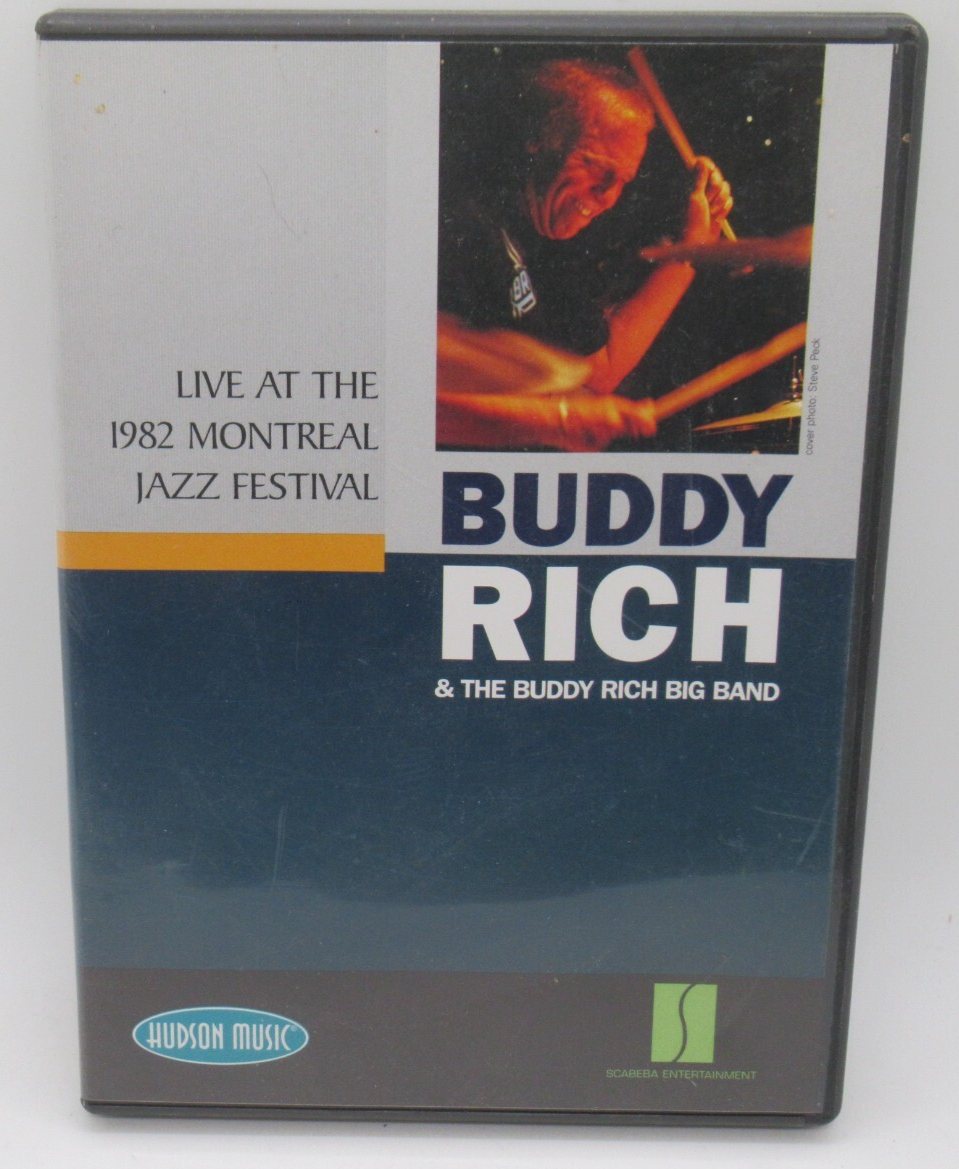 LIVE AT THE
1982 MONTREAL
JAZZ FESTIVAL
cover photo: Steve Peck
BUDDY
RICH
& THE BUDDY RICH BIG BAND
HUDSON MUSIC®
SCABEBA ENTERTAINMENT